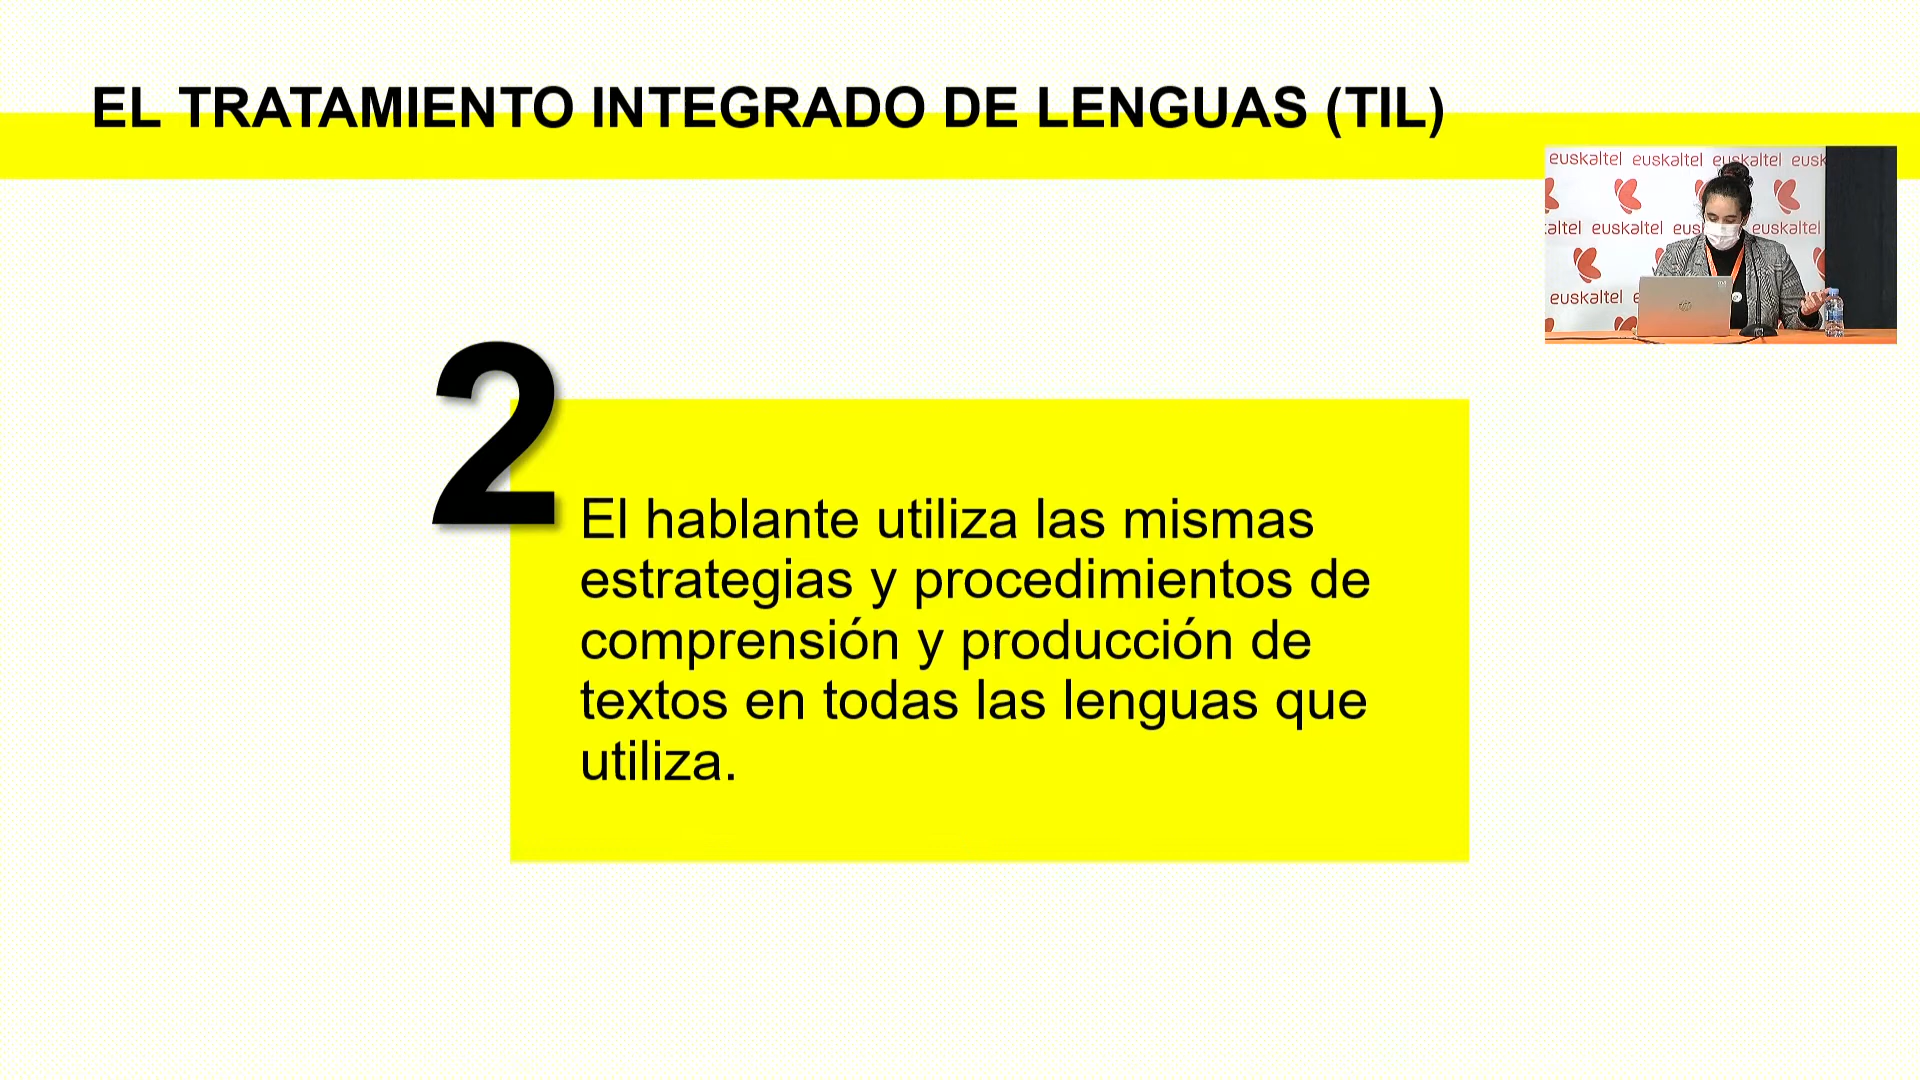 EL TRATAMIENTO INTEGRADO DE LENGUAS (TIL)
euskaltel euskaltel euskaltel eusk
altel euskaltel eus euskaltel
euskaltel e
2
El hablante utiliza las mismas
estrategias y procedimientos de
comprensión y producción de
textos en todas las lenguas que
utiliza.